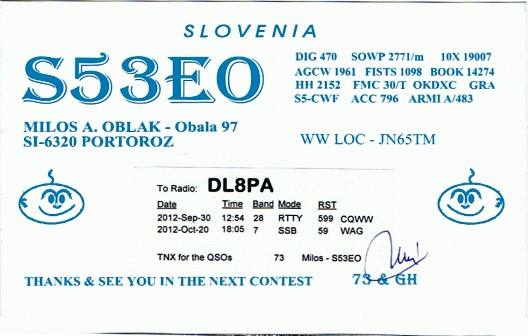 SLOVENIA
S53EO
DIG 470 SOWP 2771/m 10X 19007
AGCW 1961 FISTS 1098 BOOK 14274
HH 2152 FMC 30/T OKDXC GRA
S5-CWF ACC 796 ARMI A/483
MILOS A. OBLAK - Obala 97
SI-6320 PORTOROZ
WW LOC - JN65TM
To Radio: DL8PA
Date Time Band Mode RST
2012-Sep-30 12:54 28 RTTY 599 CQWW
2012-Oct-20 18:05 7 SSB 59 WAG
TNX for the QSOs 73 Milos - S53EO
THANKS & SEE YOU IN THE NEXT CONTEST 73 & GH